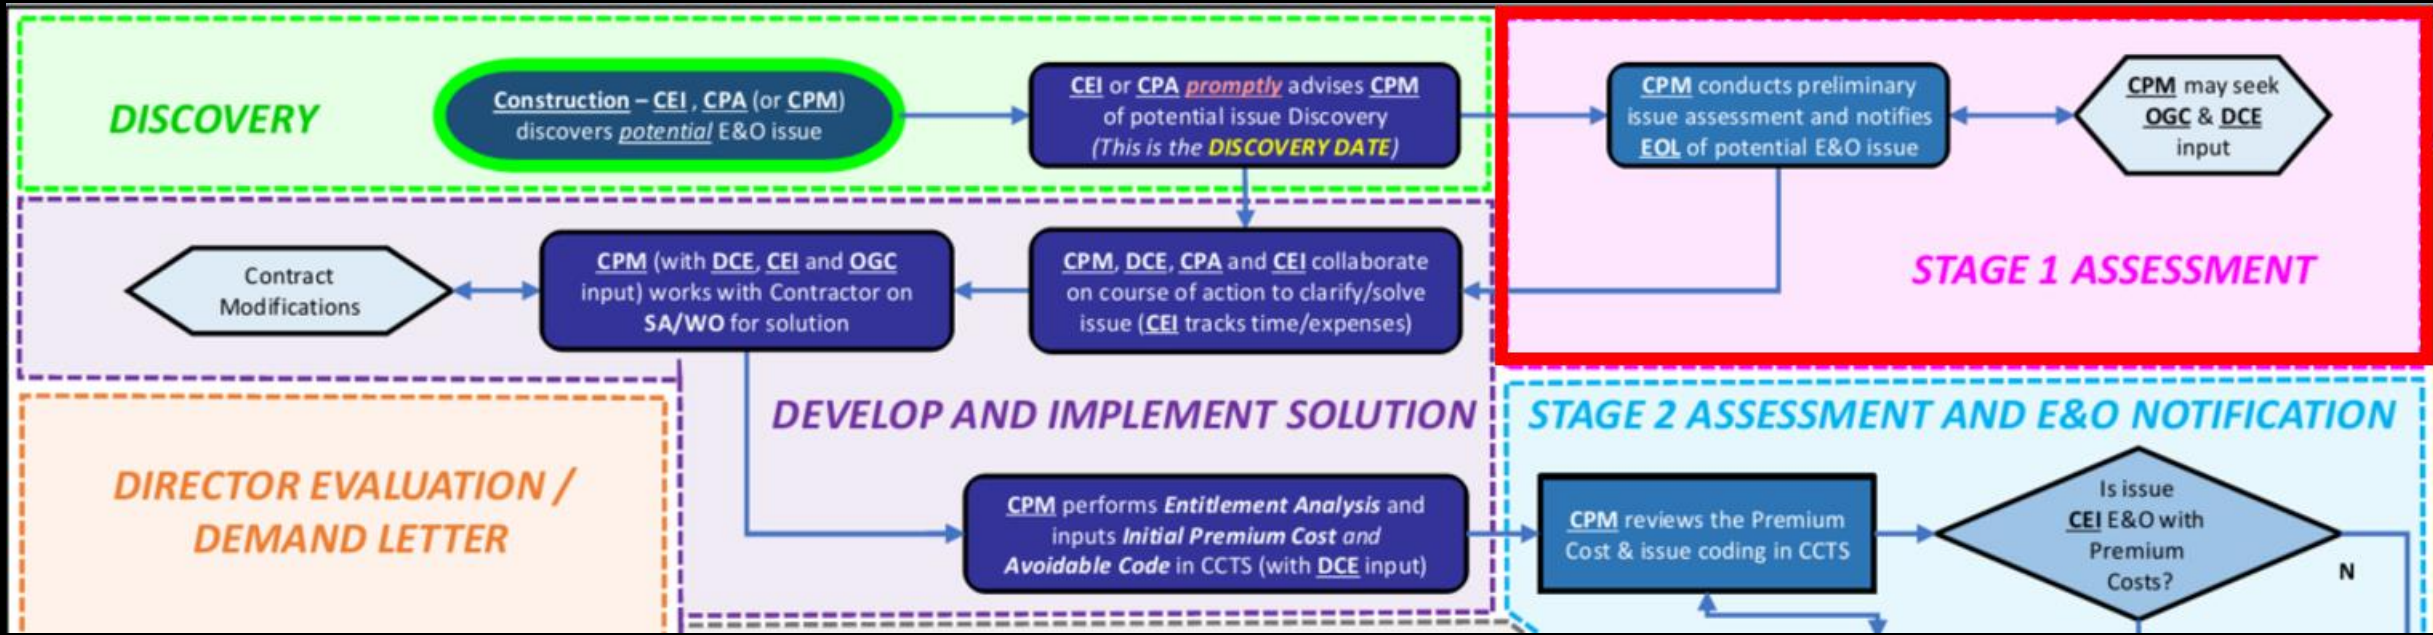 DISCOVERY
Construction – CEI , CPA (or CPM)
discovers potential E&O issue
CEI or CPA promptly advises CPM
of potential issue Discovery
(This is the DISCOVERY DATE)
CPM conducts preliminary
issue assessment and notifies
EOL of potential E&O issue
CPM may seek
OGC & DCE
input
STAGE 1 ASSESSMENT
Contract
Modifications
CPM (with DCE, CEI and OGC
input) works with Contractor on
SA/WO for solution
CPM, DCE, CPA and CEI collaborate
on course of action to clarify/solve
issue (CEI tracks time/expenses)
DEVELOP AND IMPLEMENT SOLUTION
STAGE 2 ASSESSMENT AND E&O NOTIFICATION
DIRECTOR EVALUATION /
DEMAND LETTER
CPM performs Entitlement Analysis and
inputs Initial Premium Cost and
Avoidable Code in CCTS (with DCE input)
CPM reviews the Premium
Cost & issue coding in CCTS
Is issue
CEI E&O with
Premium
Costs?
N